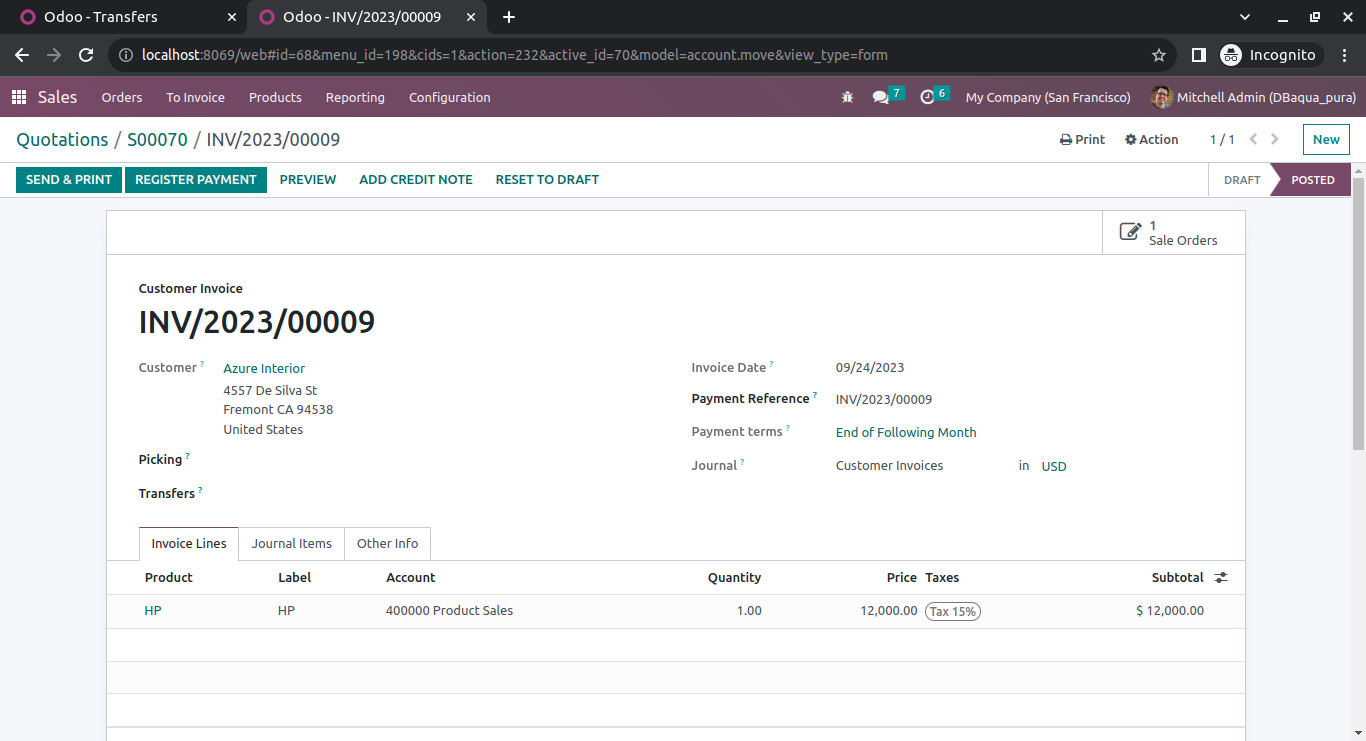 Odoo - Transfers
Odoo - INV/2023/00009
localhost:8069/web#id=68&menu_id=198&cids=1&action=232&active_id=70&model=account.move&view_type=form
Incognito
Sales Orders To Invoice Products Reporting Configuration 7 6 My Company (San Francisco) Mitchell Admin (DBaqua_pura)
Quotations / S00070 / INV/2023/00009 Print Action 1 / 1 New
SEND & PRINT REGISTER PAYMENT PREVIEW ADD CREDIT NOTE RESET TO DRAFT DRAFT POSTED
1
Sale Orders
Customer Invoice
INV/2023/00009
Customer ? Azure Interior
4557 De Silva St
Fremont CA 94538
United States
Picking ?
Transfers ?
Invoice Date ? 09/24/2023
Payment Reference ? INV/2023/00009
Payment terms ? End of Following Month
Journal ? Customer Invoices in USD
Invoice Lines Journal Items Other Info
Product Label Account Quantity Price Taxes Subtotal
HP HP 400000 Product Sales 1.00 12,000.00 Tax 15% $ 12,000.00